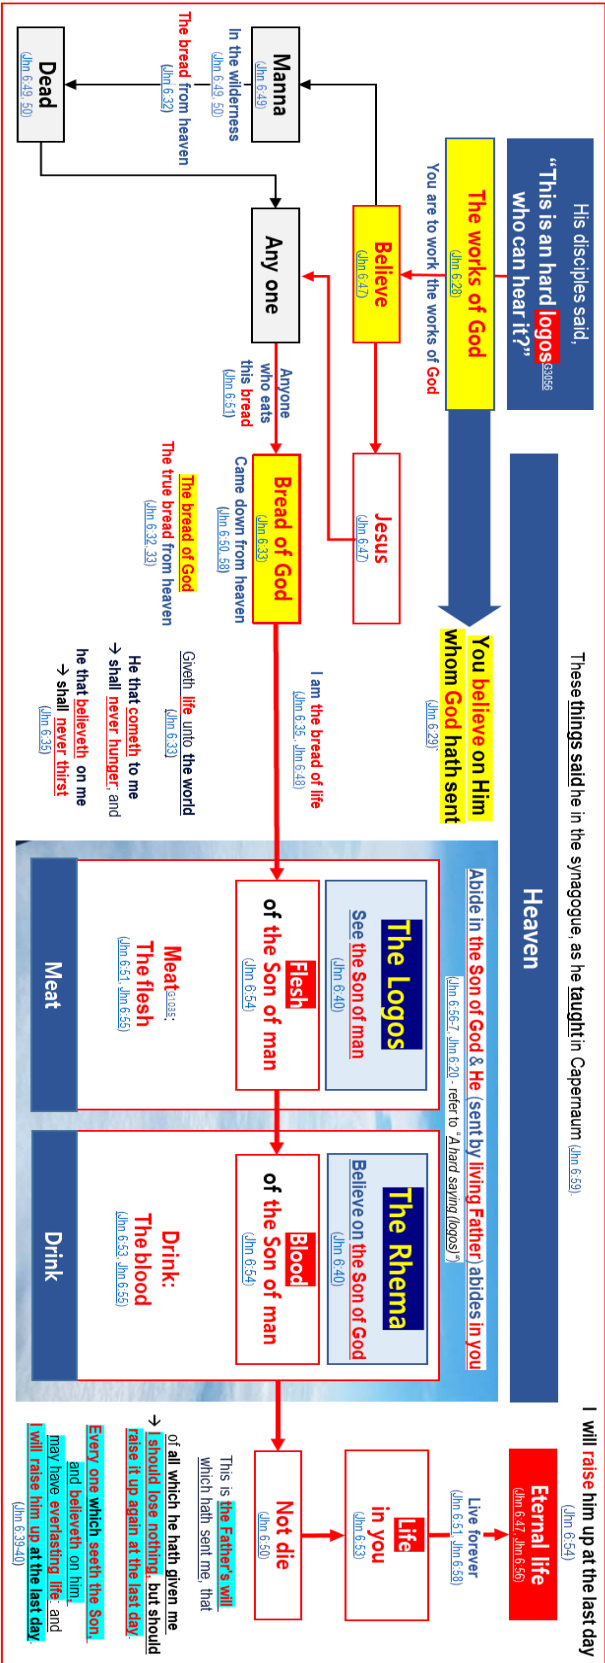 These things said he in the synagogue, as he taught in Capernaum (Jhn 6:59).
I will raise him up at the last day
(Jhn 6:54)
His disciples said,
“This is an hard logosG3056
who can hear it?”
Heaven
Eternal life
(Jhn 6:47, Jhn 6:56)
The works of God
(Jhn 6:28)
You are to work the works of God
You believe on Him
whom God hath sent
(Jhn 6:29)
Abide in the Son of God & He (sent by living Father) abides in you
(Jhn 6:56-7, Jhn 6:20 - refer to “A hard saying (logos)”)
Live forever
(Jhn 6:51, Jhn 6:58)
Believe
(Jhn 6:47)
Jesus
(Jhn 6:47)
The Logos
See the Son of man
(Jhn 6:40)
The Rhema
Believe on the Son of God
(Jhn 6:40)
Life
in you
(Jhn 6:53)
Manna
(Jhn 6:49)
In the wilderness
(Jhn 6:49, 50)
The bread from heaven
(Jhn 6:32)
Dead
(Jhn 6:49, 50)
Any one
Anyone
who eats
this bread
(Jhn 6:51)
Bread of God
(Jhn 6:33)
Came down from heaven
(Jhn 6:50, 58)
The bread of God
The true bread from heaven
(Jhn 6:32, 33)
I am the bread of life
(Jhn 6:35, Jhn 6:48)
Giveth life unto the world
(Jhn 6:33)
He that cometh to me
→ shall never hunger; and
he that believeth on me
→ shall never thirst
(Jhn 6:35)
Flesh
of the Son of man
(Jhn 6:54)
Meat G1035:
The flesh
(Jhn 6:51, Jhn 6:55)
Meat
Blood
of the Son of man
(Jhn 6:54)
Drink:
The blood
(Jhn 6:53, Jhn 6:55)
Drink
Not die
(Jhn 6:50)
This is the Father's will
which hath sent me, that
of all which he hath given me
→ I should lose nothing, but should
raise it up again at the last day.
Every one which seeth the Son,
and believeth on him,
may have everlasting life: and
I will raise him up at the last day.
(Jhn 6:39-40)